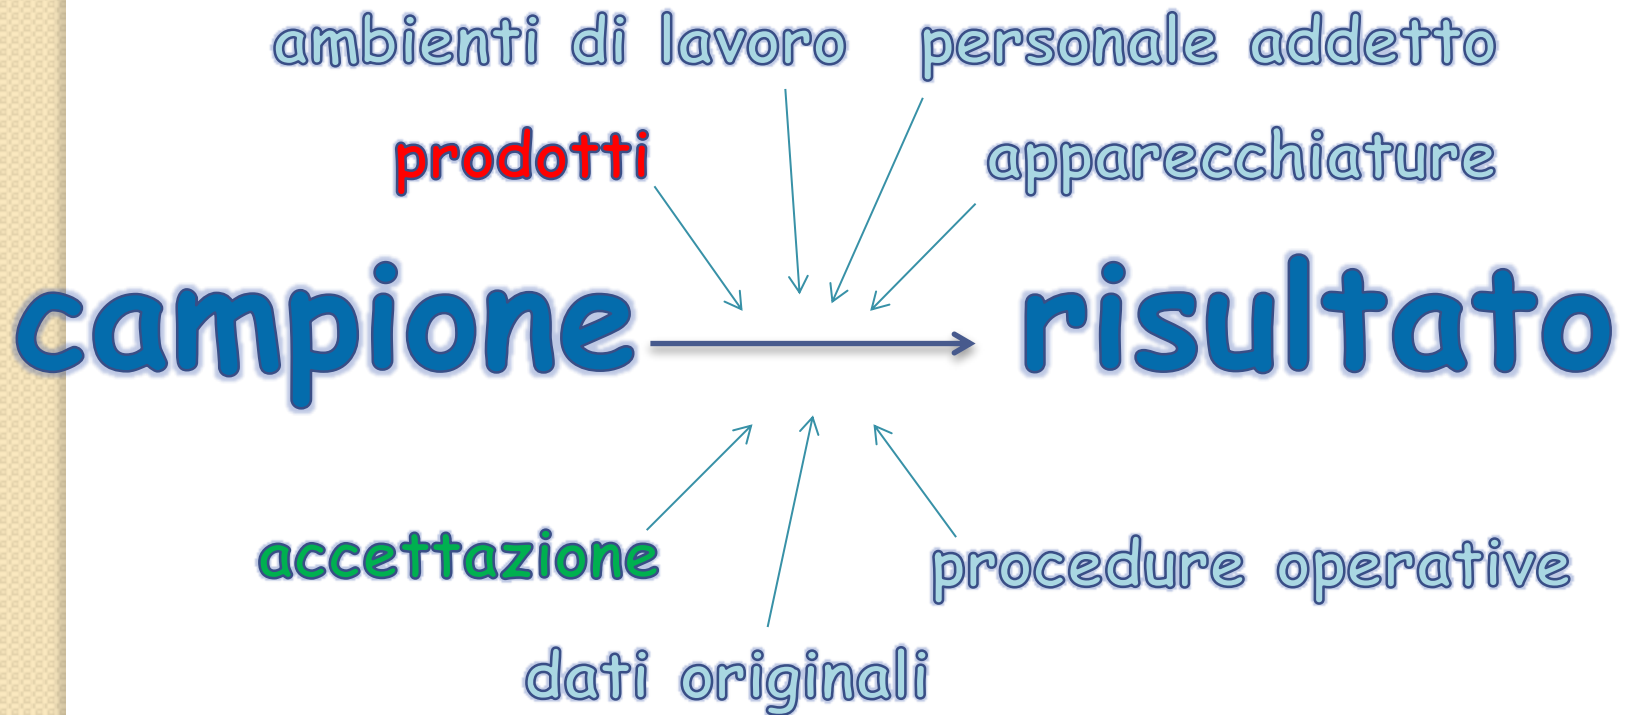 ambienti di lavoro personale addetto
prodotti apparecchiature
campione risultato
accettazione procedure operative
dati originali